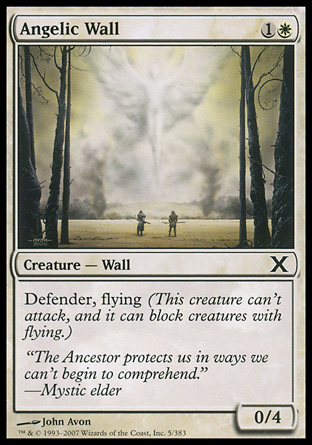 Angelic Wall 1
Creature — Wall X
Defender, flying (This creature can't
attack, and it can block creatures with
flying.)
"The Ancestor protects us in ways we
can't begin to comprehend."
—Mystic elder
0/4
John Avon
™ & © 1993–2007 Wizards of the Coast, Inc. 5/383